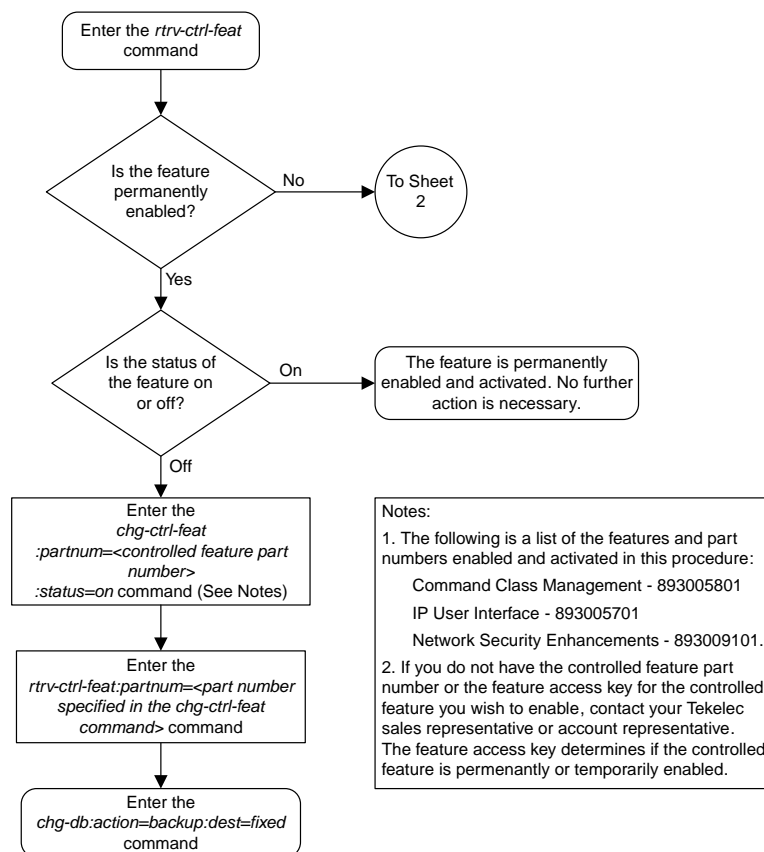 Enter the rtrv-ctrl-feat
command
Is the feature
permanently
enabled?
No
To Sheet
2
Yes
Is the status of
the feature on
or off?
On
The feature is permanently
enabled and activated. No further
action is necessary.
Off
Enter the
chg-ctrl-feat
:partnum=<controlled feature part
number>
:status=on command (See Notes)
Enter the
rtrv-ctrl-feat:partnum=<part number
specified in the chg-ctrl-feat
command> command
Enter the
chg-db:action=backup:dest=fixed
command
Notes:
1. The following is a list of the features and part
numbers enabled and activated in this procedure:
Command Class Management - 893005801
IP User Interface - 893005701
Network Security Enhancements - 893009101.
2. If you do not have the controlled feature part
number or the feature access key for the controlled
feature you wish to enable, contact your Tekelec
sales representative or account representative.
The feature access key determines if the controlled
feature is permenantly or temporarily enabled.